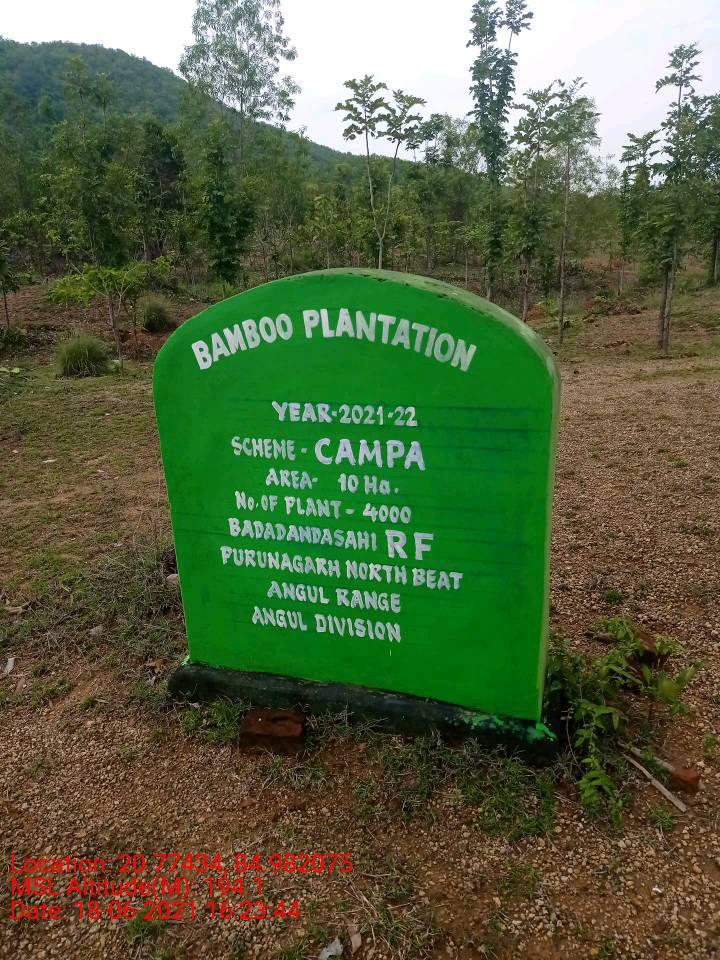 BAMBOO PLANTATION
YEAR-2021-22
SCHEME- CAMPA
AREA- 10 Ha.
No. OF PLANT- 4000
BADADANDASAHI RF
PURUNAGARH NORTH BEAT
ANGUL RANGE
ANGUL DIVISION
Location: 20.77434, 84.982075
MSL Altitude(M): 194.1
Date: 18-06-2021 16:23:44